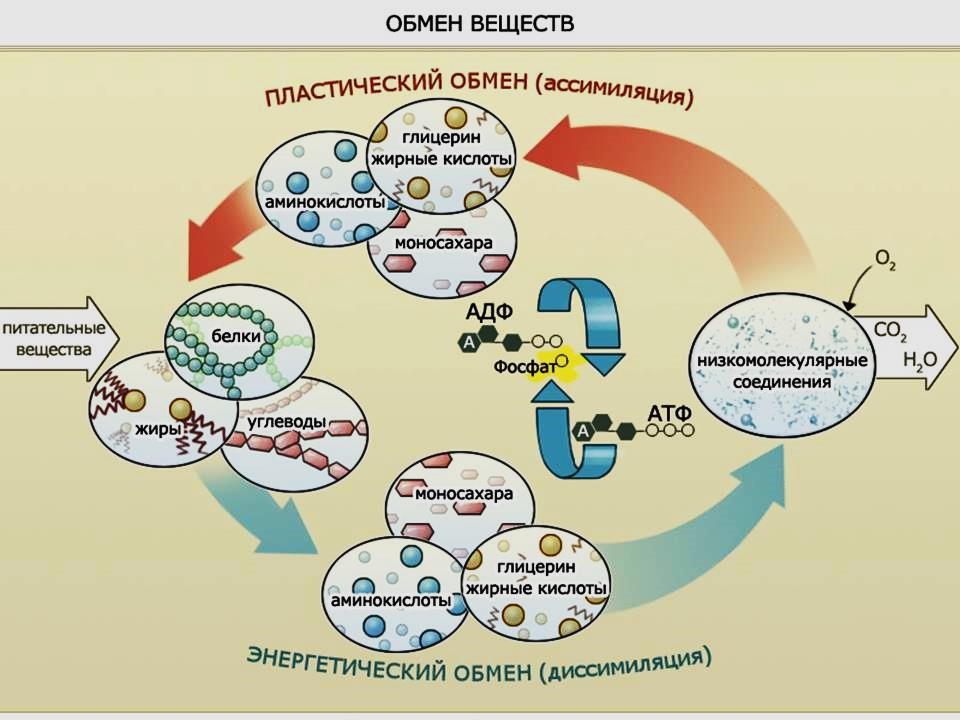 ОБМЕН ВЕЩЕСТВ
ПЛАСТИЧЕСКИЙ ОБМЕН (ассимиляция)
глицерин
жирные кислоты
аминокислоты
моносахара
O₂
питательные
вещества
белки
АДФ
A
Фосфат
низкомолекулярные
соединения
CO₂
H₂O
жиры
углеводы
АТФ
A
моносахара
глицерин
жирные кислоты
аминокислоты
ЭНЕРГЕТИЧЕСКИЙ ОБМЕН (диссимиляция)